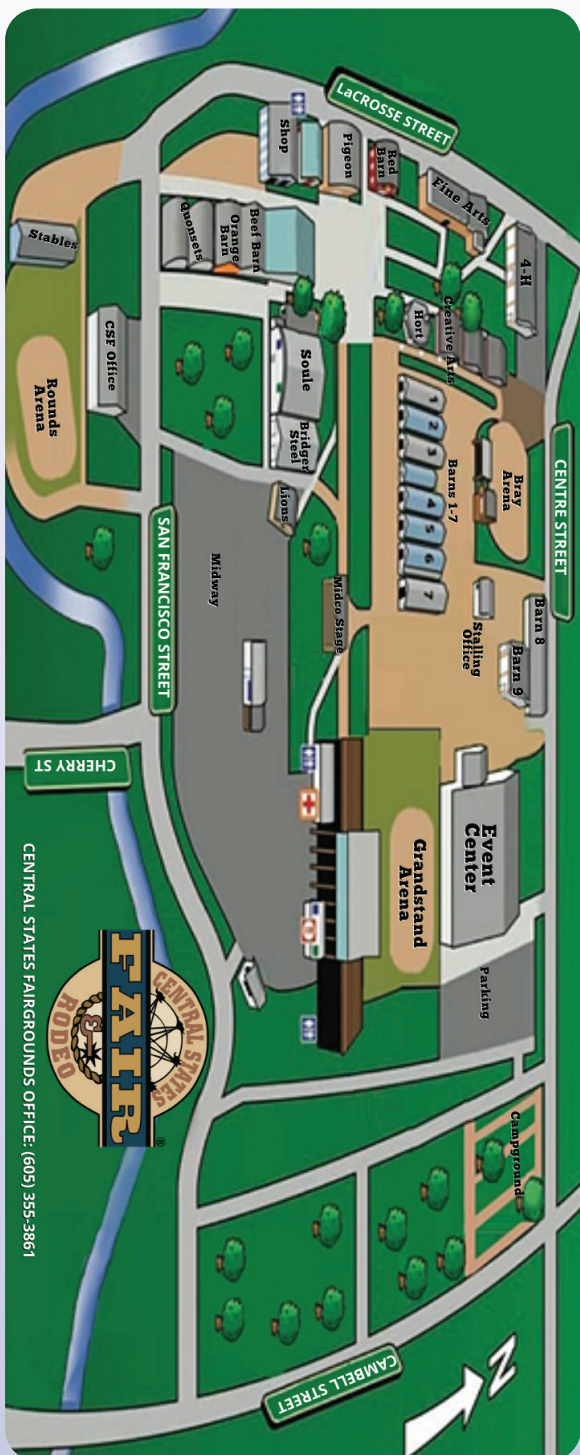 LaCROSSE STREET
Shop
Pigeon
Red
Barn
Fine Arts
4-H
Stables
Quonsets
Orange
Barn
Beef Barn
CSF Office
Rounds
Arena
Soule
Bridger
Steel
Hort
Creative Arts
1
2
3
4
5
6
7
Barns 1-7
Bray
Arena
CENTRE STREET
Lions
Midway
SAN FRANCISCO STREET
Midco Stage
Stalling
Office
Barn 8
Barn 9
Event
Center
Grandstand
Arena
Parking
CHERRY ST
CENTRAL STATES
FAIR
&
RODEO
®
CENTRAL STATES FAIRGROUNDS OFFICE: (605) 355-3861
Campground
CAMBELL STREET
N